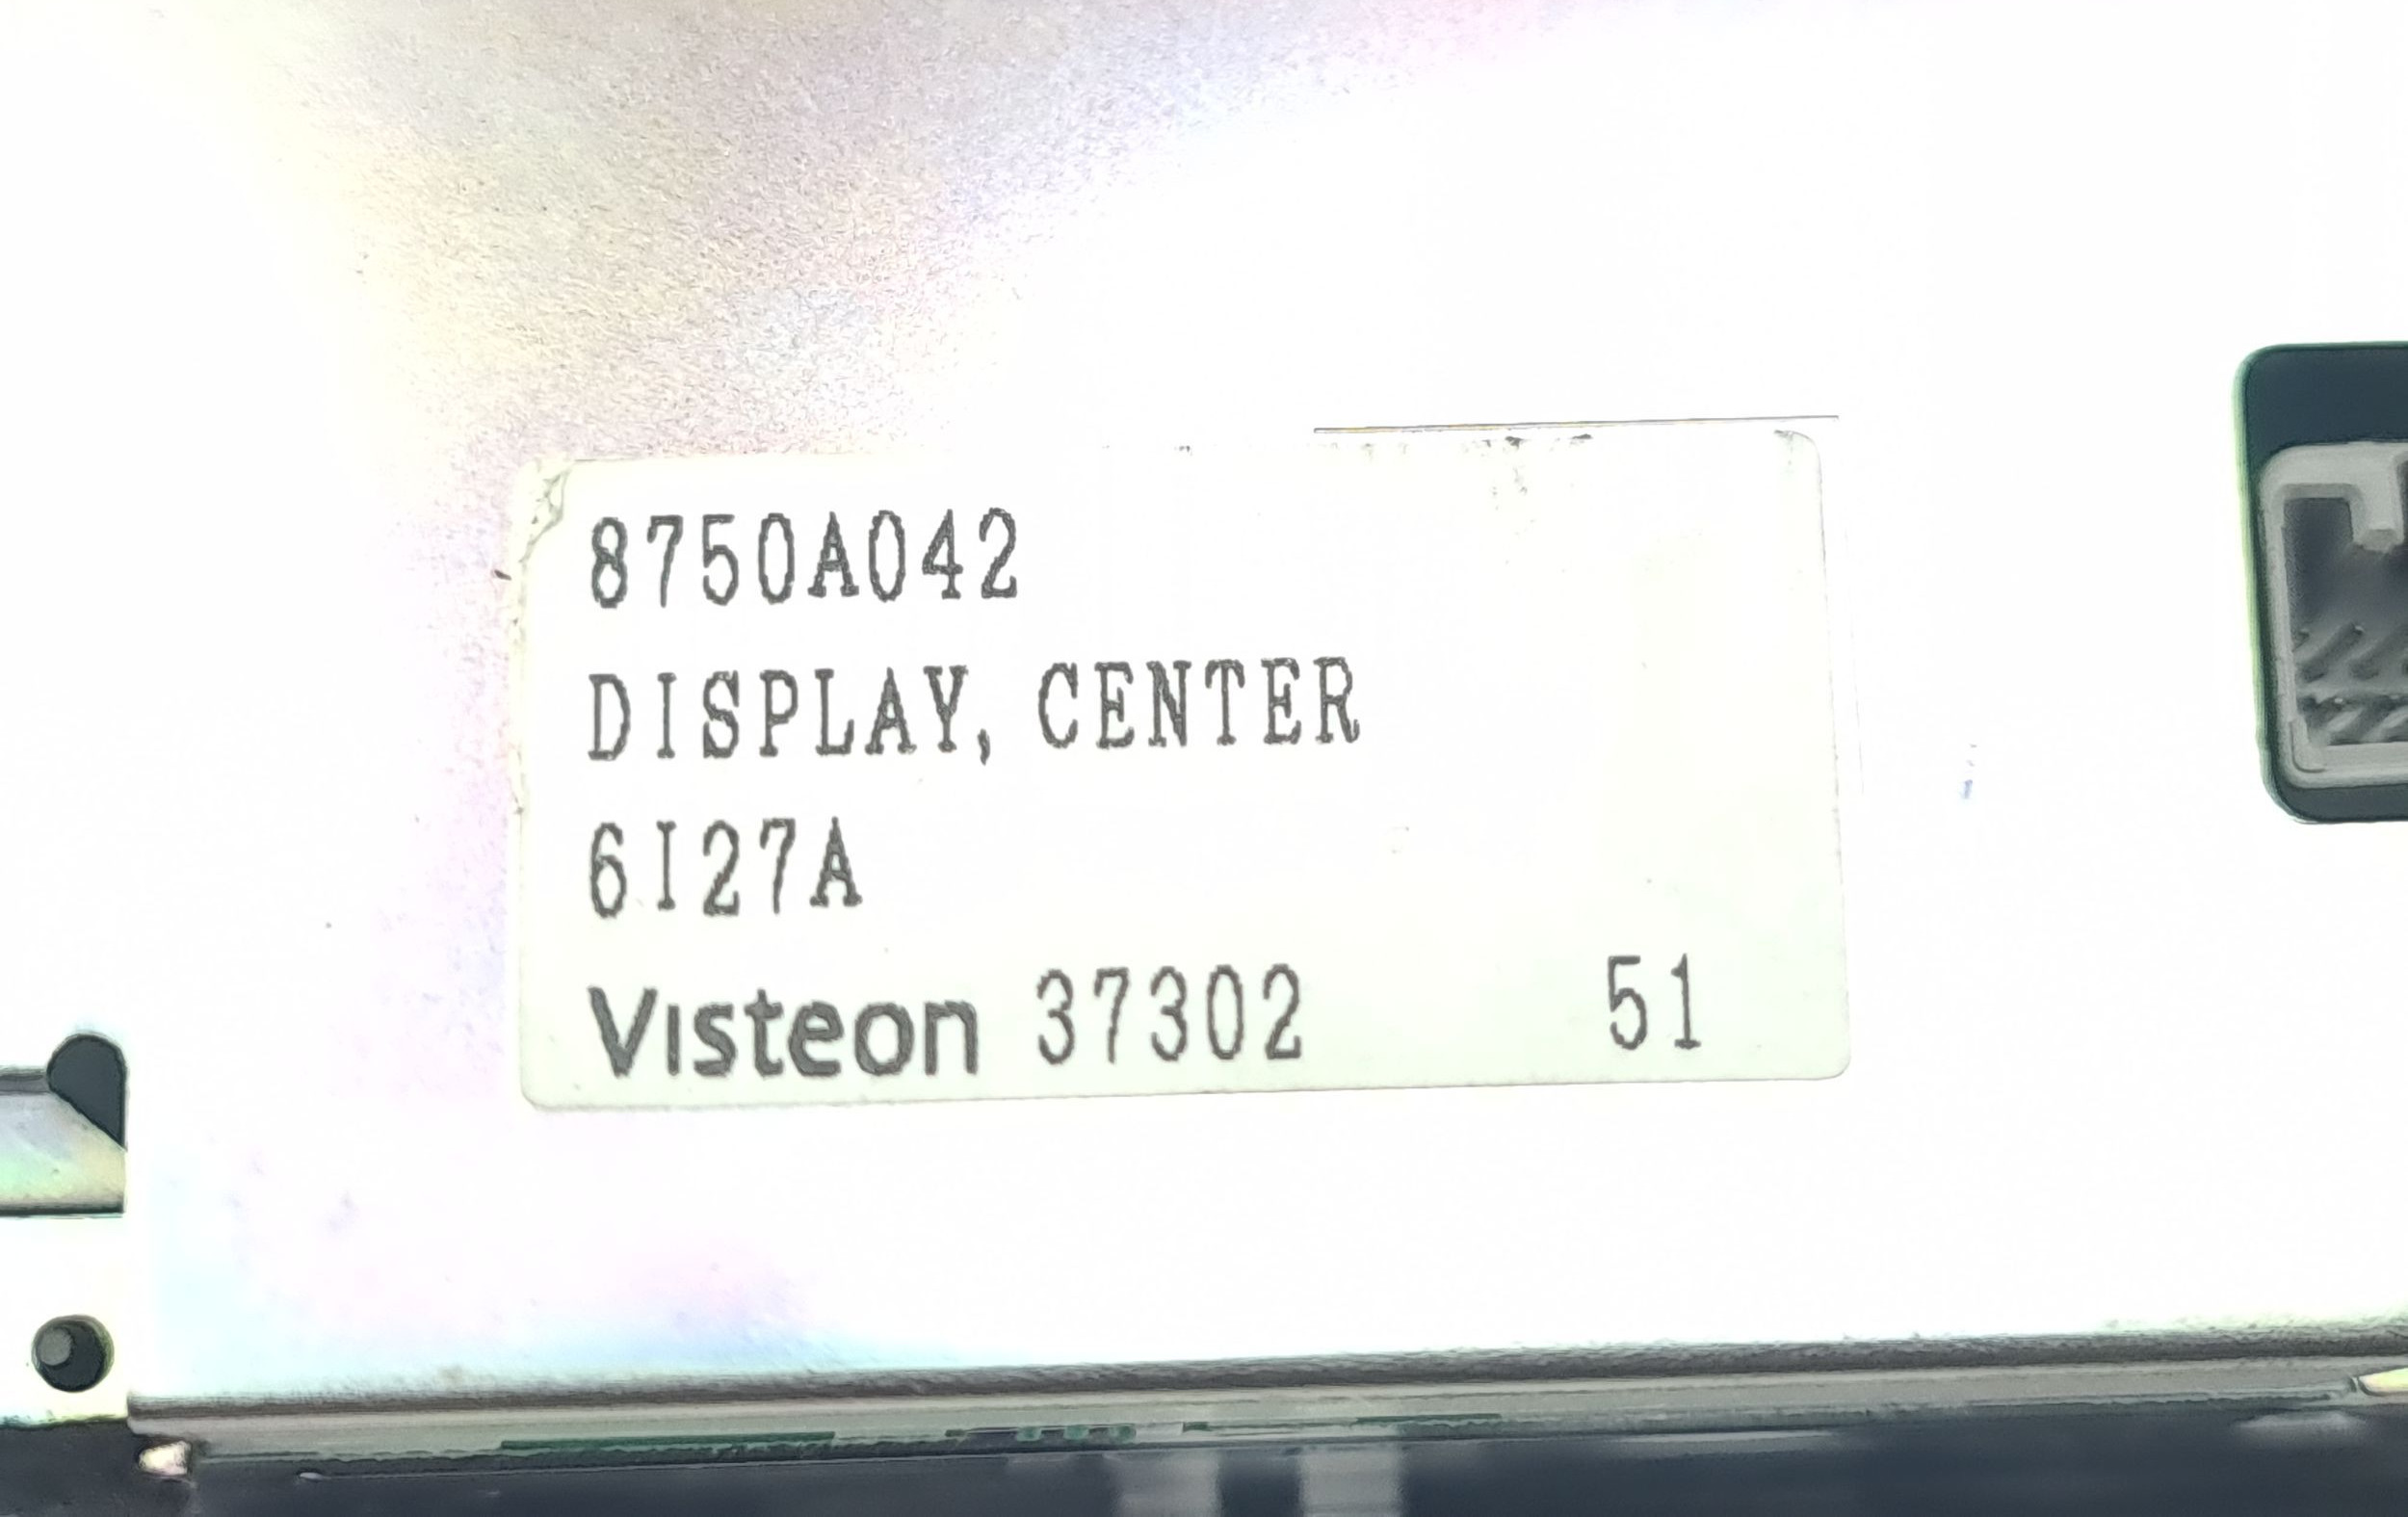 8750A042
DISPLAY, CENTER
6I27A
Visteon 37302 51